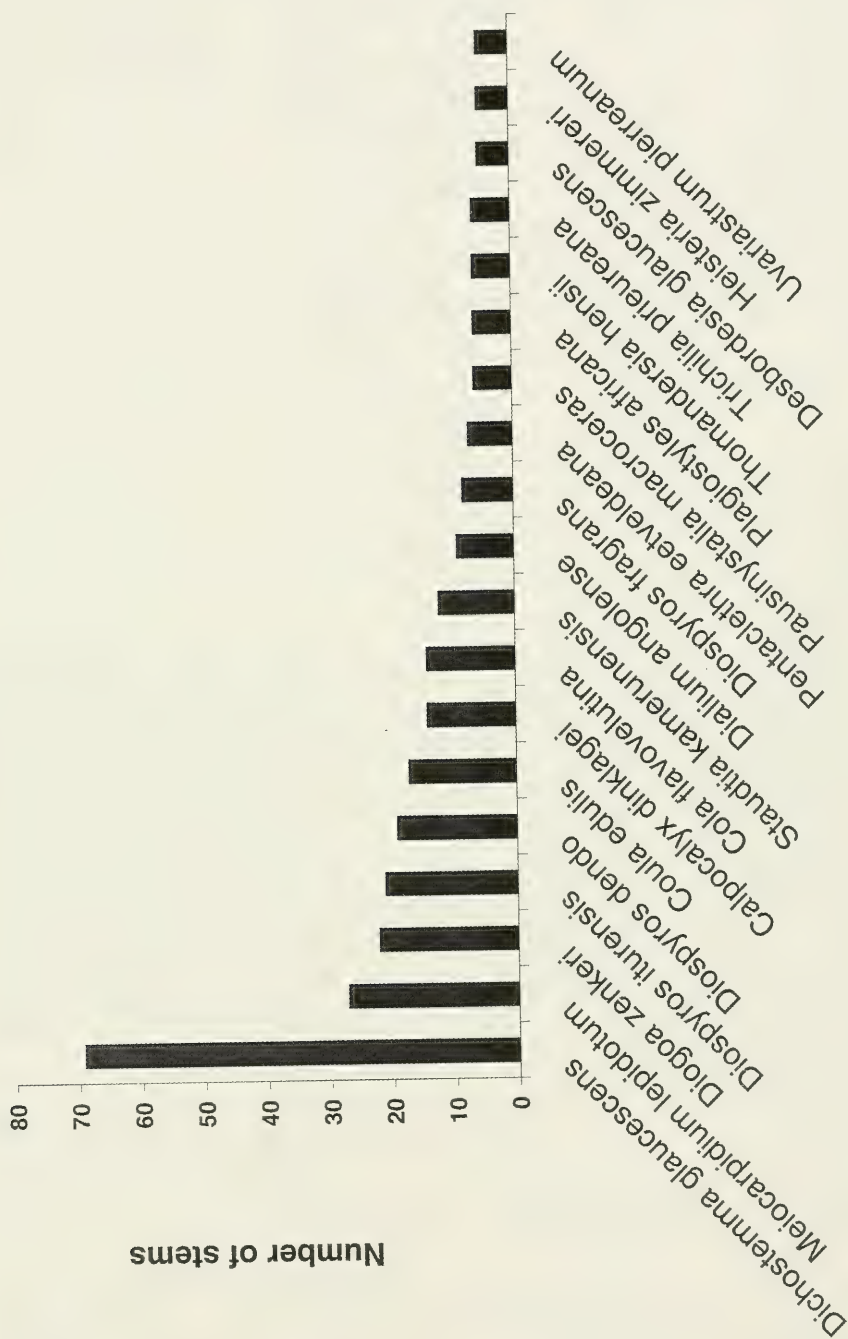 Number of stems
80
70
60
50
40
30
20
10
0
Dichostemma glaucescens
Meiocarpidium lepidotum
Diogoa zenkeri
Diospyros iturensis
Diospyros dendo
Coula edulis
Calpocalyx dinklagei
Cola flavovelutina
Staudtia kamerunensis
Dialium angolense
Diospyros fragrans
Pentaclethra eetveldeana
Pausinystalia macroceras
Plagiostyles africana
Thomandersia hensii
Trichilia prieureana
Desbordesia glaucescens
Heisteria zimmereri
Uvariastrum pierreanum